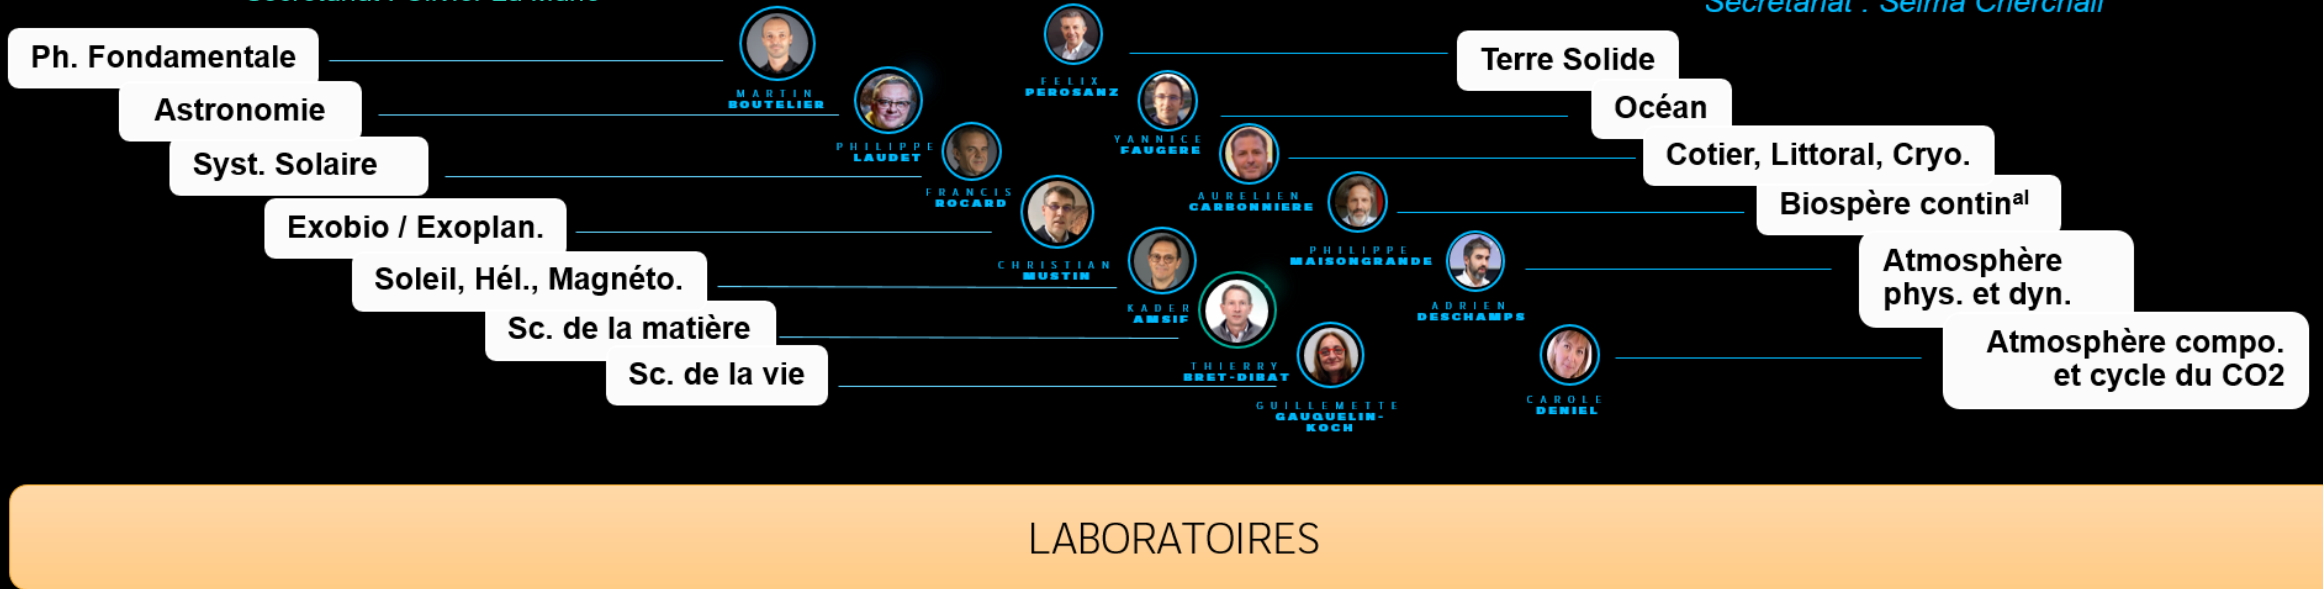 Secrétariat : Selma Cherchali
Ph. Fondamentale
Astronomie
Syst. Solaire
Exobio / Exoplan.
Soleil, Hél., Magnéto.
Sc. de la matière
Sc. de la vie
MARTIN
BOUTELIER
PHILIPPE
LAUDET
FRANCIS
ROCARD
CHRISTIAN
MUSTIN
KADER
AMSIF
THIERRY
BRET-DIBAT
GUILLEMETTE
GAUQUELIN-
KOCH
FELIX
PEROSANZ
YANNICE
FAUGERE
AURELIEN
CARBONNIERE
PHILIPPE
MAISONGRANDE
ADRIEN
DESCHAMPS
CAROLE
DENIEL
Terre Solide
Océan
Cotier, Littoral, Cryo.
Biospère contin^al
Atmosphère
phys. et dyn.
Atmosphère compo.
et cycle du CO2
LABORATOIRES